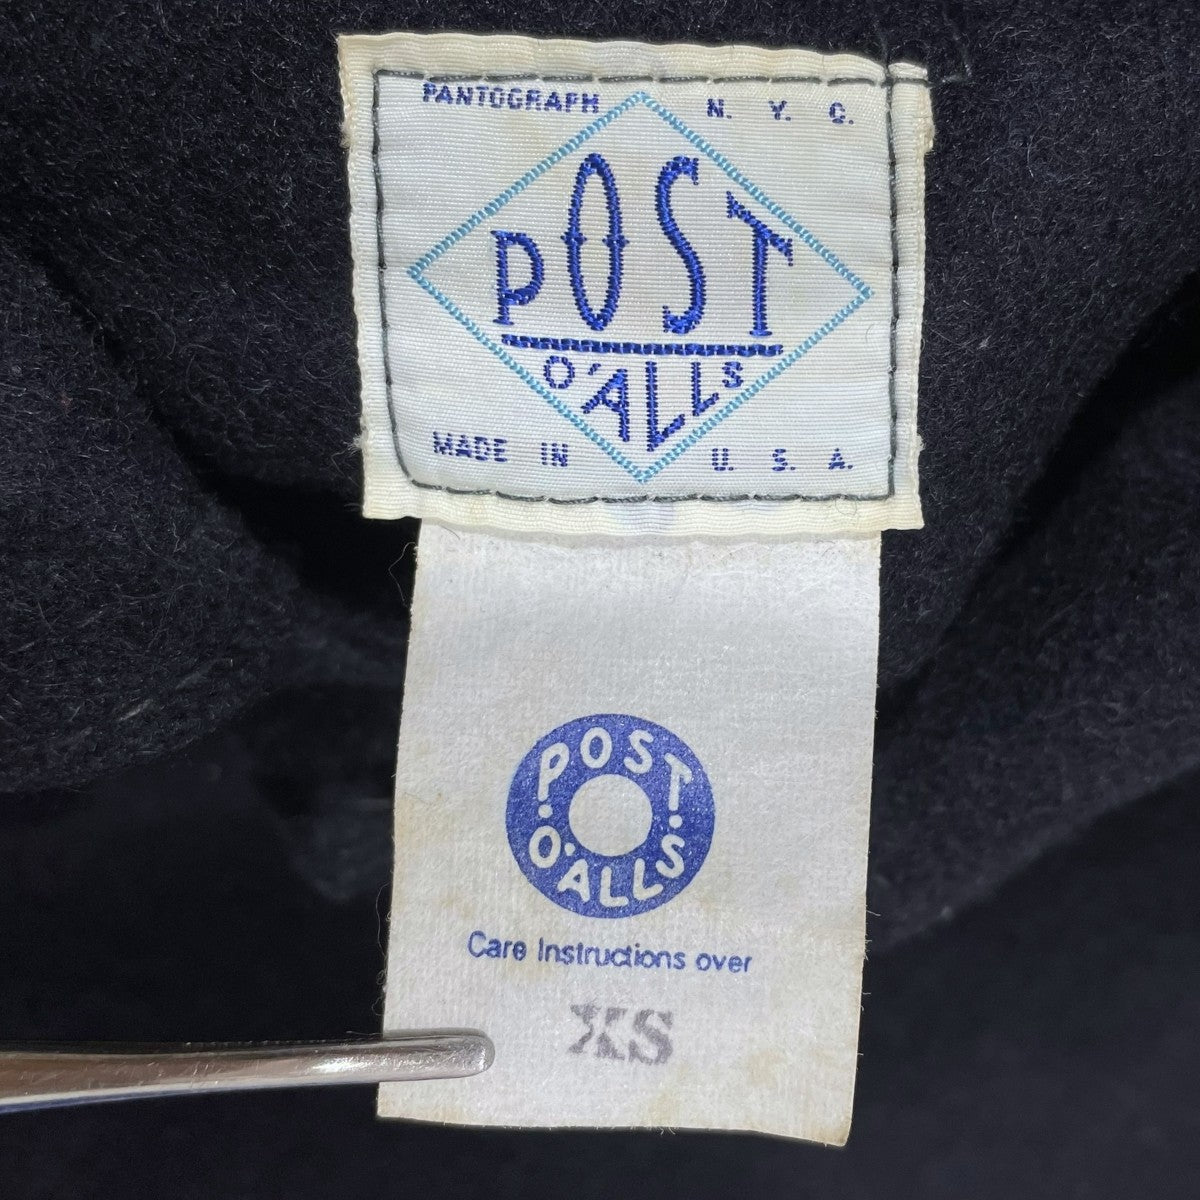 PANTOGRAPH N. Y. C.
POST
O'ALLS
MADE IN U. S. A.
POST
O'ALLS
Care Instructions over
XS